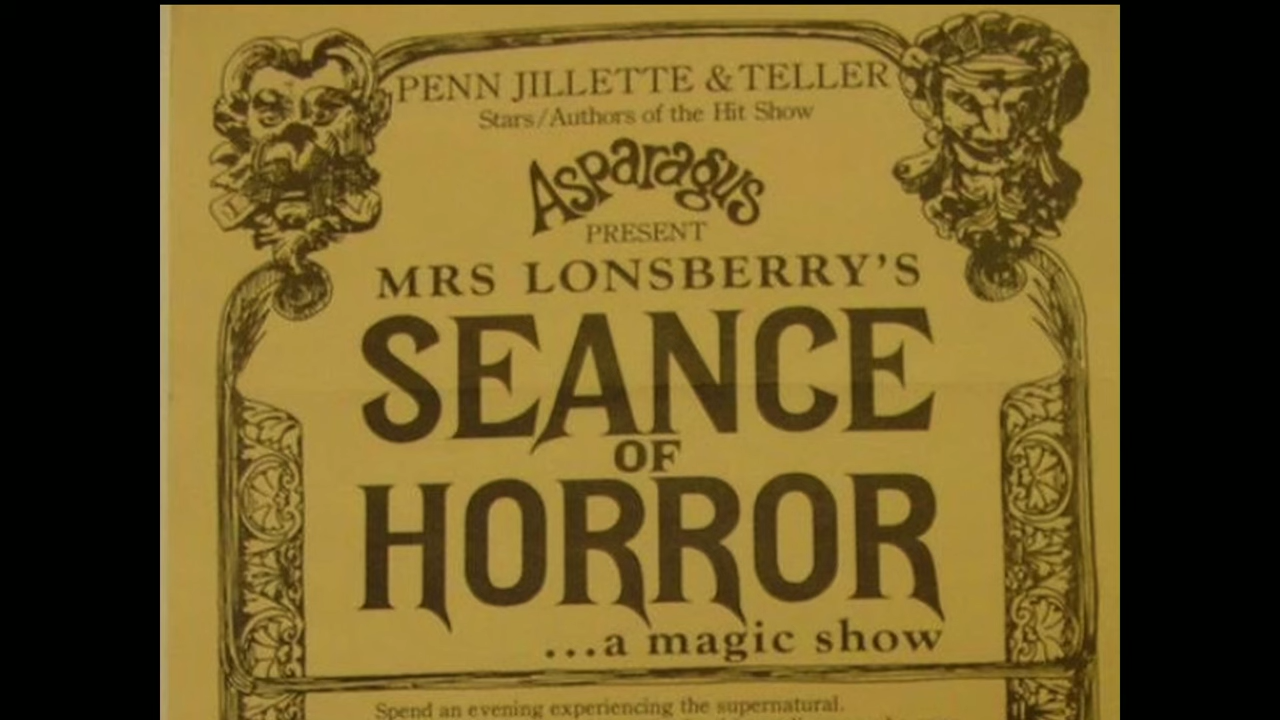 PENN JILLETTE & TELLER
Stars/Authors of the Hit Show
Asparagus
PRESENT
MRS LONSBERRY'S
SEANCE
OF
HORROR
...a magic show
Spend an evening experiencing the supernatural.